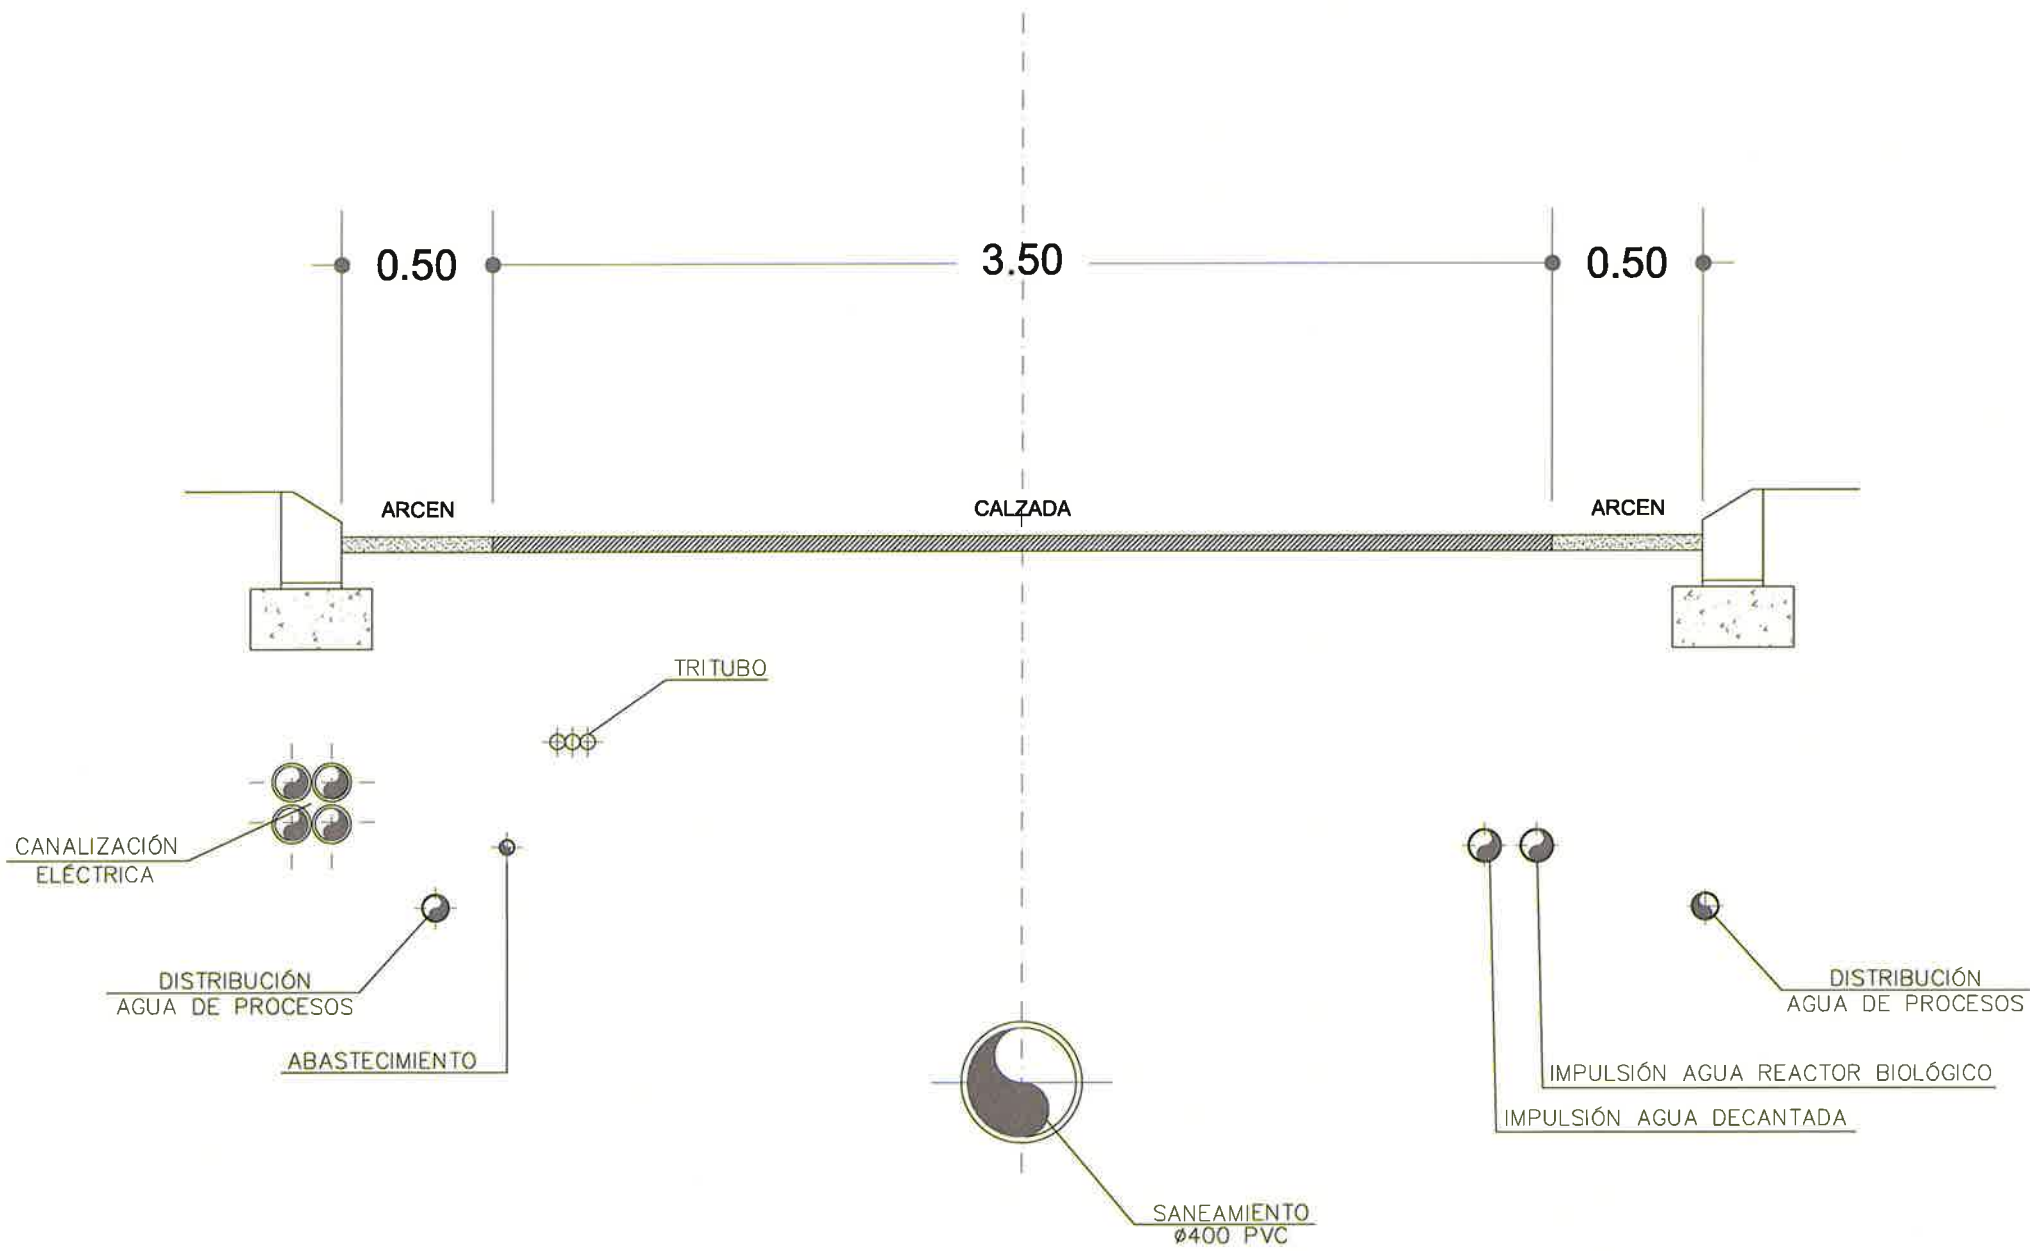 0.50
3.50
0.50
ARCEN
CALZADA
ARCEN
TRITUBO
CANALIZACIÓN
ELÉCTRICA
DISTRIBUCIÓN
AGUA DE PROCESOS
ABASTECIMIENTO
DISTRIBUCIÓN
AGUA DE PROCESOS
IMPULSIÓN AGUA REACTOR BIOLÓGICO
IMPULSIÓN AGUA DECANTADA
SANEAMIENTO
Ø400 PVC